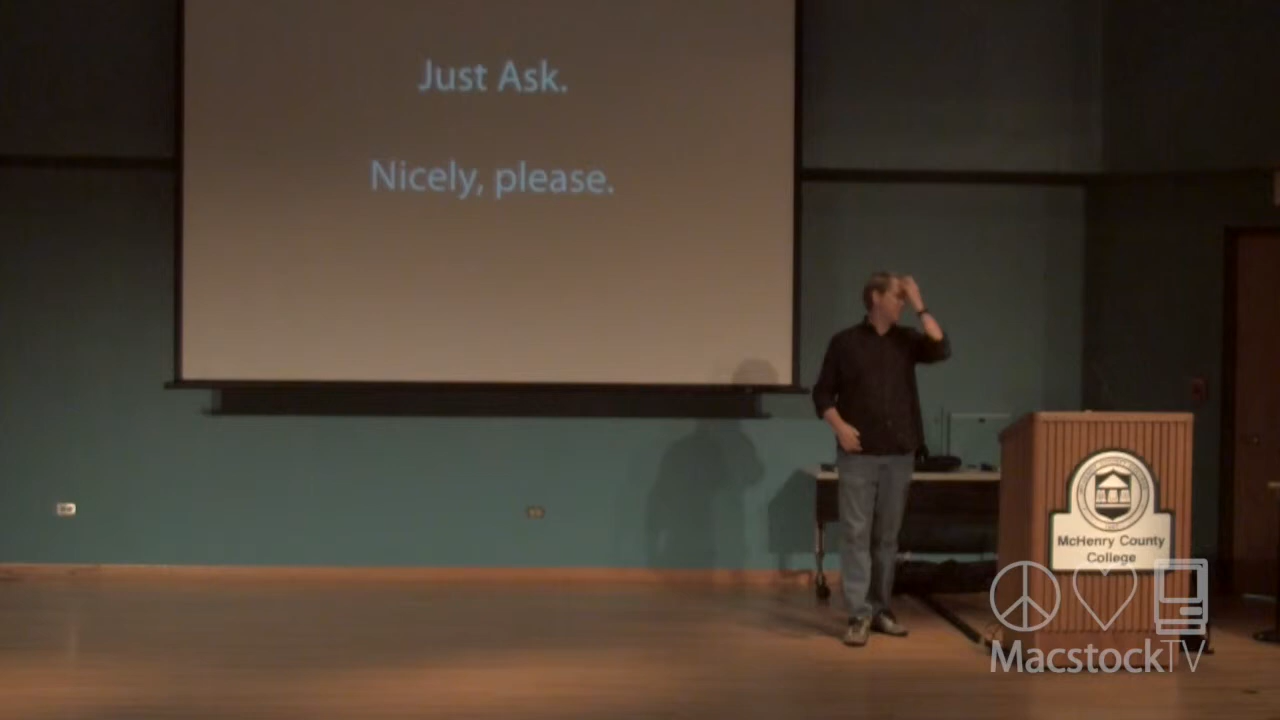 Just Ask.
Nicely, please.
McHenry County
College
MacstockTV